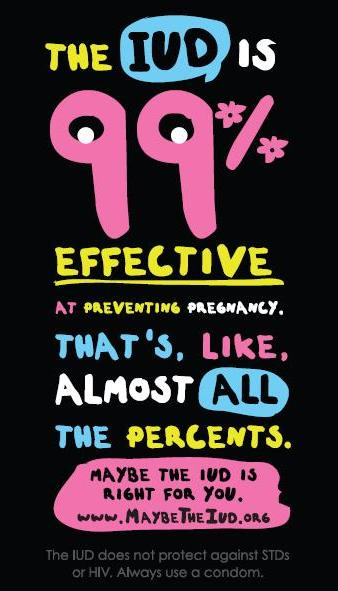 THE IUD IS
99%
EFFECTIVE
AT PREVENTING PREGNANCY.
THAT'S, LIKE,
ALMOST ALL
THE PERCENTS.
MAYBE THE IUD IS
RIGHT FOR YOU.
www.MAYBETHEIUD.ORG
The IUD does not protect against STDs
or HIV. Always use a condom.